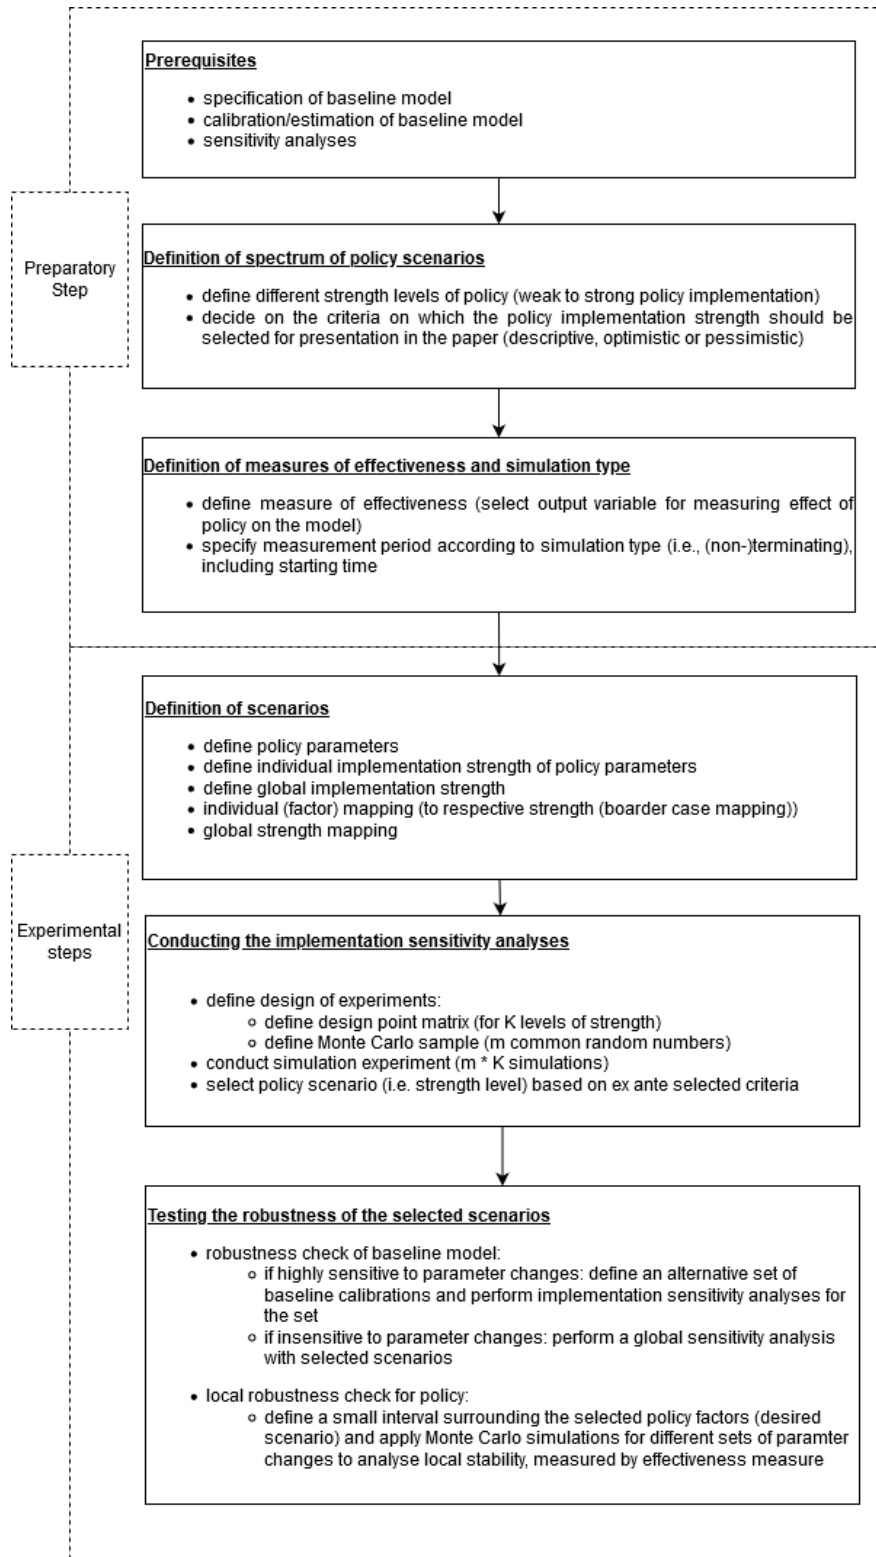 Prerequisites
specification of baseline model
calibration/estimation of baseline model
sensitivity analyses
Preparatory
Step
Definition of spectrum of policy scenarios
define different strength levels of policy (weak to strong policy implementation)
decide on the criteria on which the policy implementation strength should be
selected for presentation in the paper (descriptive, optimistic or pessimistic)
Definition of measures of effectiveness and simulation type
define measure of effectiveness (select output variable for measuring effect of
policy on the model)
specify measurement period according to simulation type (i.e., (non-)terminating),
including starting time
Definition of scenarios
define policy parameters
define individual implementation strength of policy parameters
define global implementation strength
individual (factor) mapping (to respective strength (boarder case mapping))
global strength mapping
Experimental
steps
Conducting the implementation sensitivity analyses
define design of experiments:
define design point matrix (for K levels of strength)
define Monte Carlo sample (m common random numbers)
conduct simulation experiment (m * K simulations)
select policy scenario (i.e. strength level) based on ex ante selected criteria
Testing the robustness of the selected scenarios
robustness check of baseline model:
if highly sensitive to parameter changes: define an alternative set of
baseline calibrations and perform implementation sensitivity analyses for
the set
if insensitive to parameter changes: perform a global sensitivity analysis
with selected scenarios
local robustness check for policy:
define a small interval surrounding the selected policy factors (desired
scenario) and apply Monte Carlo simulations for different sets of paramter
changes to analyse local stability, measured by effectiveness measure